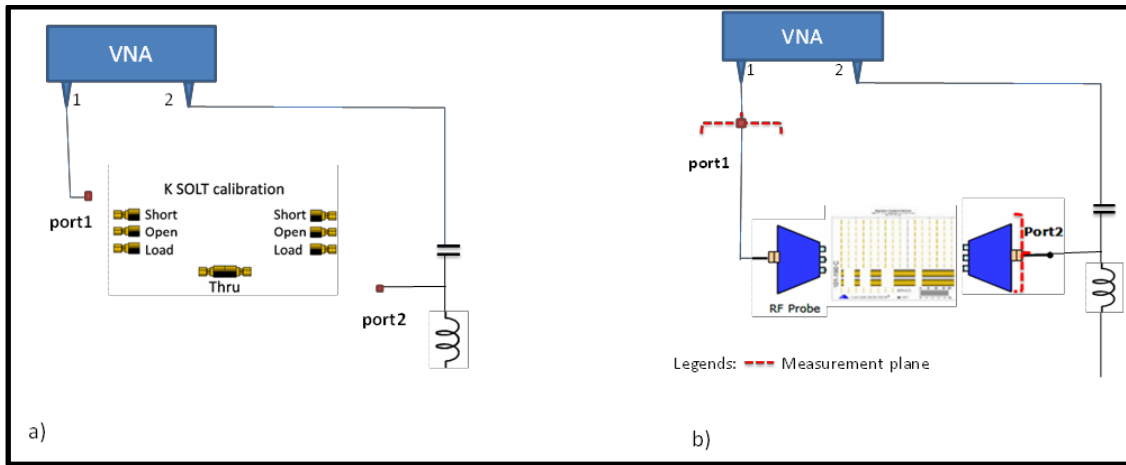 VNA
1
2
K SOLT calibration
Short
Open
Load
Short
Open
Load
Thru
port1
port2
a)
VNA
1
2
port1
Port2
RF Probe
Legends:
Measurement plane
b)